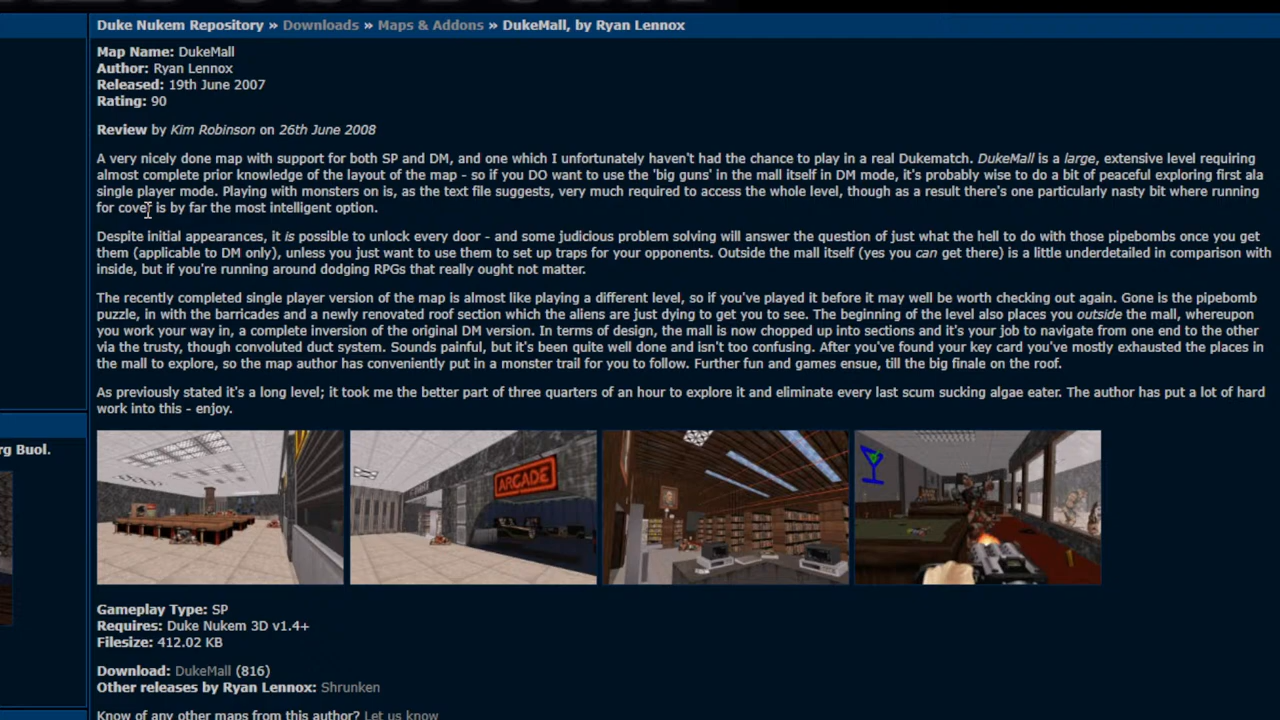 Duke Nukem Repository » Downloads » Maps & Addons » DukeMall, by Ryan Lennox
Map Name: DukeMall
Author: Ryan Lennox
Released: 19th June 2007
Rating: 90
Review by Kim Robinson on 26th June 2008
A very nicely done map with support for both SP and DM, and one which I unfortunately haven't had the chance to play in a real Dukematch. DukeMall is a large, extensive level requiring
almost complete prior knowledge of the layout of the map - so if you DO want to use the 'big guns' in the mall itself in DM mode, it's probably wise to do a bit of peaceful exploring first ala
single player mode. Playing with monsters on is, as the text file suggests, very much required to access the whole level, though as a result there's one particularly nasty bit where running
for cover is by far the most intelligent option.
Despite initial appearances, it is possible to unlock every door - and some judicious problem solving will answer the question of just what the hell to do with those pipebombs once you get
them (applicable to DM only), unless you just want to use them to set up traps for your opponents. Outside the mall itself (yes you can get there) is a little underdetailed in comparison with
inside, but if you're running around dodging RPGs that really ought not matter.
The recently completed single player version of the map is almost like playing a different level, so if you've played it before it may well be worth checking out again. Gone is the pipebomb
puzzle, in with the barricades and a newly renovated roof section which the aliens are just dying to get you to see. The beginning of the level also places you outside the mall, whereupon
you work your way in, a complete inversion of the original DM version. In terms of design, the mall is now chopped up into sections and it's your job to navigate from one end to the other
via the trusty, though convoluted duct system. Sounds painful, but it's been quite well done and isn't too confusing. After you've found your key card you've mostly exhausted the places in
the mall to explore, so the map author has conveniently put in a monster trail for you to follow. Further fun and games ensue, till the big finale on the roof.
As previously stated it's a long level; it took me the better part of three quarters of an hour to explore it and eliminate every last scum sucking algae eater. The author has put a lot of hard
work into this - enjoy.
rg Buol.
ARCADE
Gameplay Type: SP
Requires: Duke Nukem 3D v1.4+
Filesize: 412.02 KB
Download: DukeMall (816)
Other releases by Ryan Lennox: Shrunken
Know of any other maps from this author? Let us know